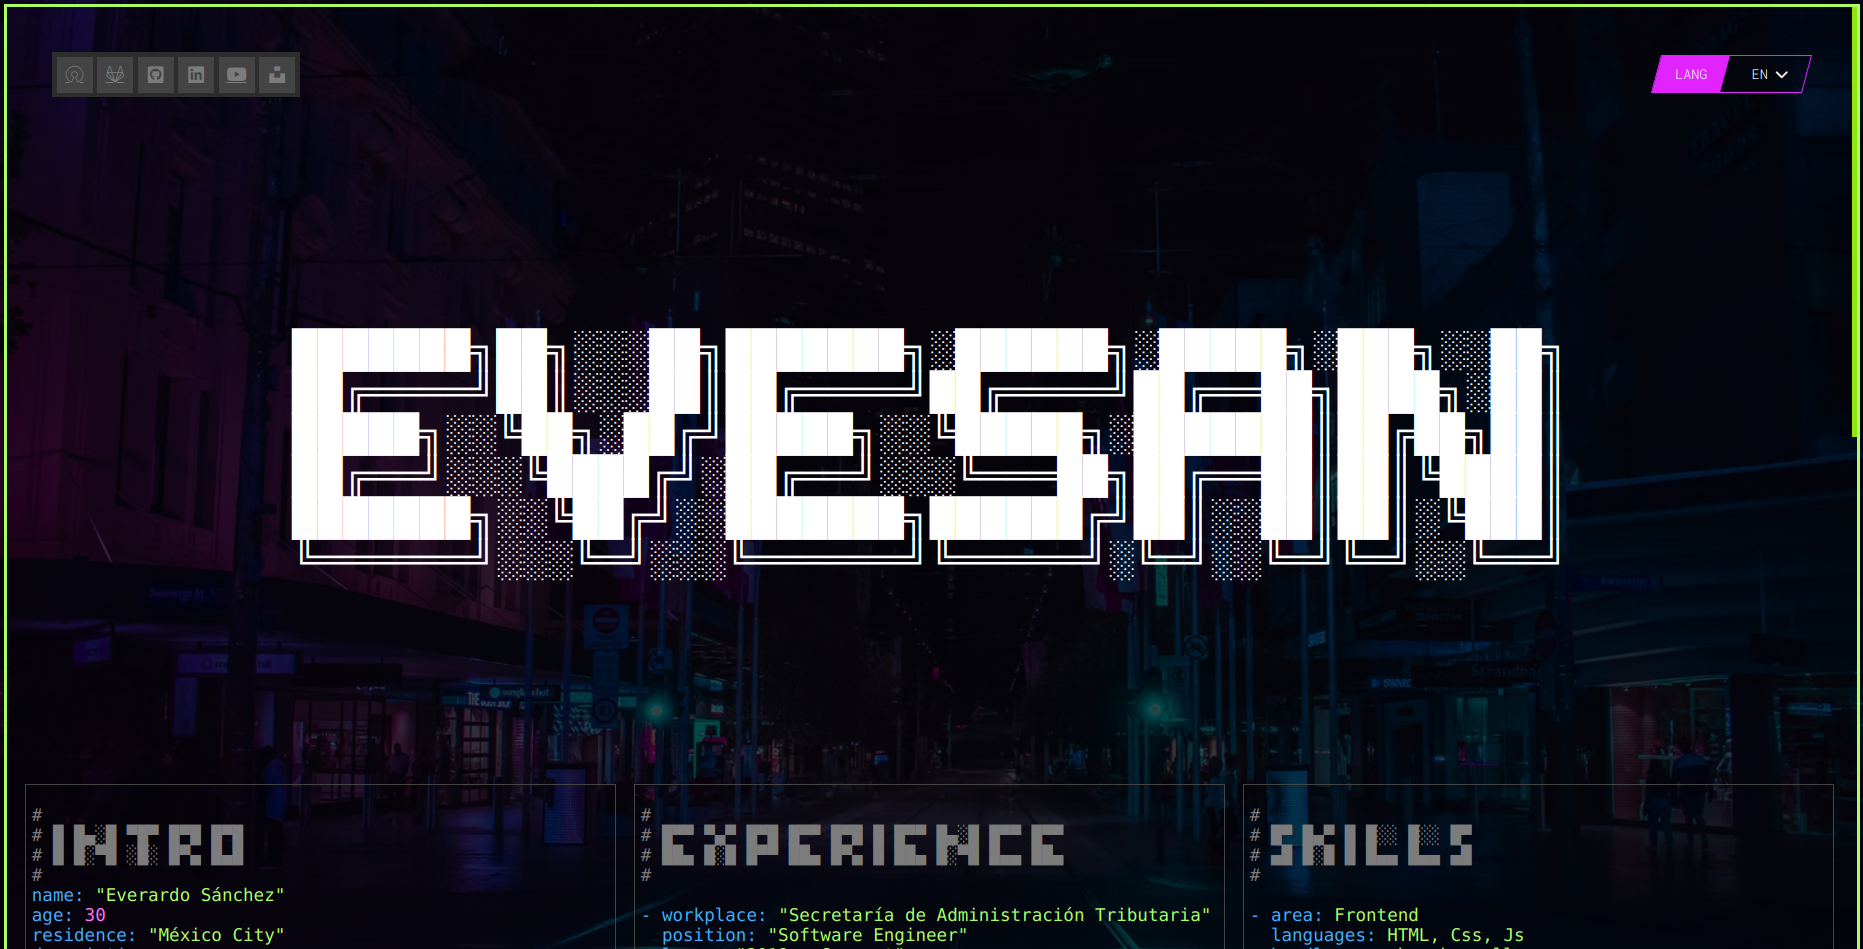 LANG EN
EVESAN
#
# INTRO
#
#
name: "Everardo Sánchez"
age: 30
residence: "México City"
#
# EXPERIENCE
#
#
- workplace: "Secretaría de Administración Tributaria"
position: "Software Engineer"
#
# SKILLS
#
#
- area: Frontend
languages: HTML, Css, Js